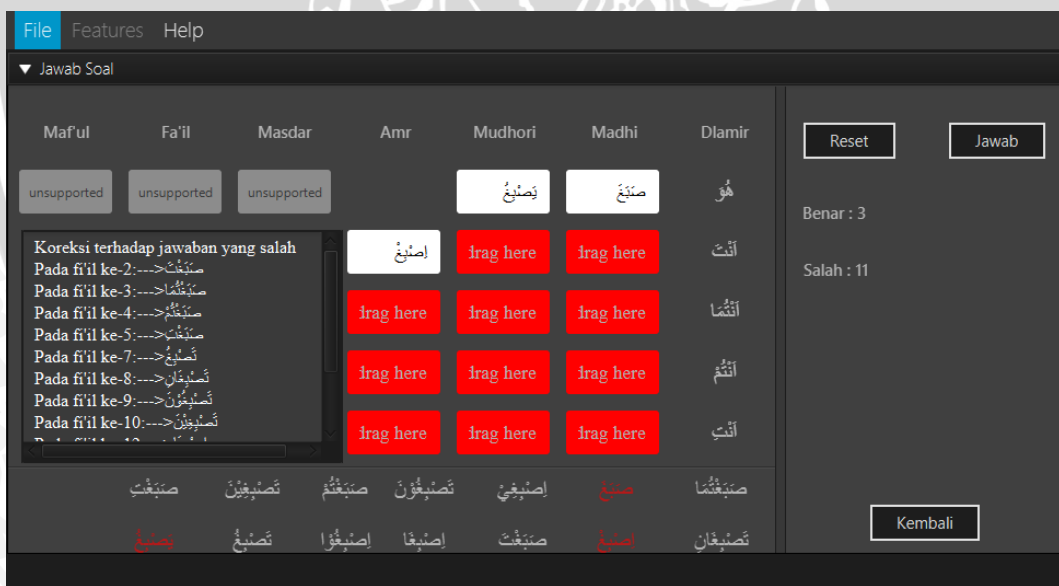 File Features Help
▼ Jawab Soal
Maf'ul Fa'il Masdar Amr Mudhori Madhi Dlamir
unsupported unsupported unsupported يَصْبِغُ صَبَغَ هُوَ
اِصْبِغْ drag here drag here اَنْتَ
drag here drag here drag here اَنْتُمَا
drag here drag here drag here اَنْتُمْ
drag here drag here drag here اَنْتِ
Koreksi terhadap jawaban yang salah
Pada fi'il ke-2:--->صَبَغْتَ
Pada fi'il ke-3:--->صَبَغْتُمَا
Pada fi'il ke-4:--->صَبَغْتُمْ
Pada fi'il ke-5:--->صَبَغْتِ
Pada fi'il ke-7:--->تَصْبِغُ
Pada fi'il ke-8:--->تَصْبِغَانِ
Pada fi'il ke-9:--->تَصْبِغُوْنَ
Pada fi'il ke-10:--->تَصْبِغِيْنَ
صَبَغْتُمَا صَبَغَ اِصْبِغِيْ تَصْبِغُوْنَ صَبَغْتُمْ تَصْبِغِيْنَ صَبَغْتِ
تَصْبِغَانِ اِصْبِغْ صَبَغْتَ اِصْبِغَا اِصْبِغُوْا تَصْبِغُ يَصْبِغُ
Reset Jawab
Benar : 3
Salah : 11
Kembali